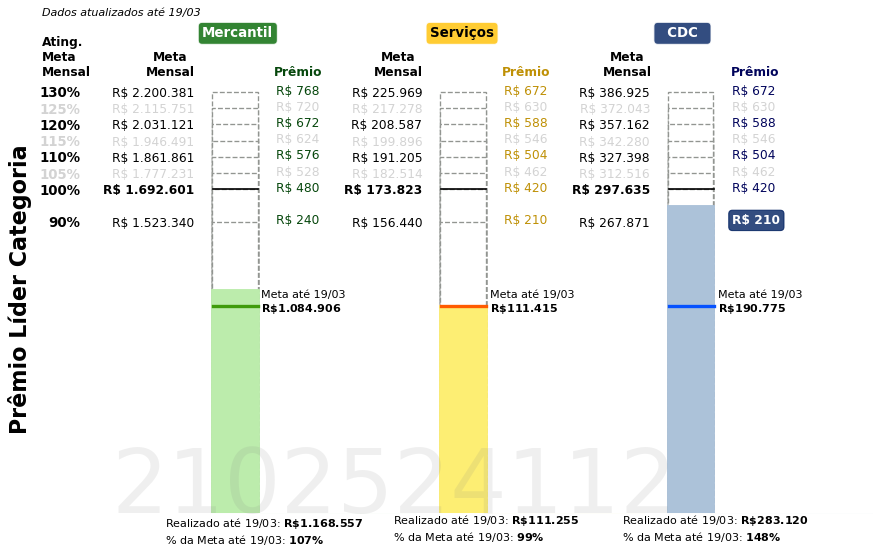 Dados atualizados até 19/03
Mercantil
Serviços
CDC
Ating.
Meta
Mensal
Meta
Mensal
Prêmio
Meta
Mensal
Prêmio
Meta
Mensal
Prêmio
130% R$ 2.200.381 R$ 768 R$ 225.969 R$ 672 R$ 386.925 R$ 672
125% R$ 2.115.751 R$ 720 R$ 217.278 R$ 630 R$ 372.043 R$ 630
120% R$ 2.031.121 R$ 672 R$ 208.587 R$ 588 R$ 357.162 R$ 588
115% R$ 1.946.491 R$ 624 R$ 199.896 R$ 546 R$ 342.280 R$ 546
110% R$ 1.861.861 R$ 576 R$ 191.205 R$ 504 R$ 327.398 R$ 504
105% R$ 1.777.231 R$ 528 R$ 182.514 R$ 462 R$ 312.516 R$ 462
100% R$ 1.692.601 R$ 480 R$ 173.823 R$ 420 R$ 297.635 R$ 420
90% R$ 1.523.340 R$ 240 R$ 156.440 R$ 210 R$ 267.871 R$ 210
Prêmio Líder Categoria
Meta até 19/03
R$1.084.906
Meta até 19/03
R$111.415
Meta até 19/03
R$190.775
2102524112
Realizado até 19/03: R$1.168.557
% da Meta até 19/03: 107%
Realizado até 19/03: R$111.255
% da Meta até 19/03: 99%
Realizado até 19/03: R$283.120
% da Meta até 19/03: 148%